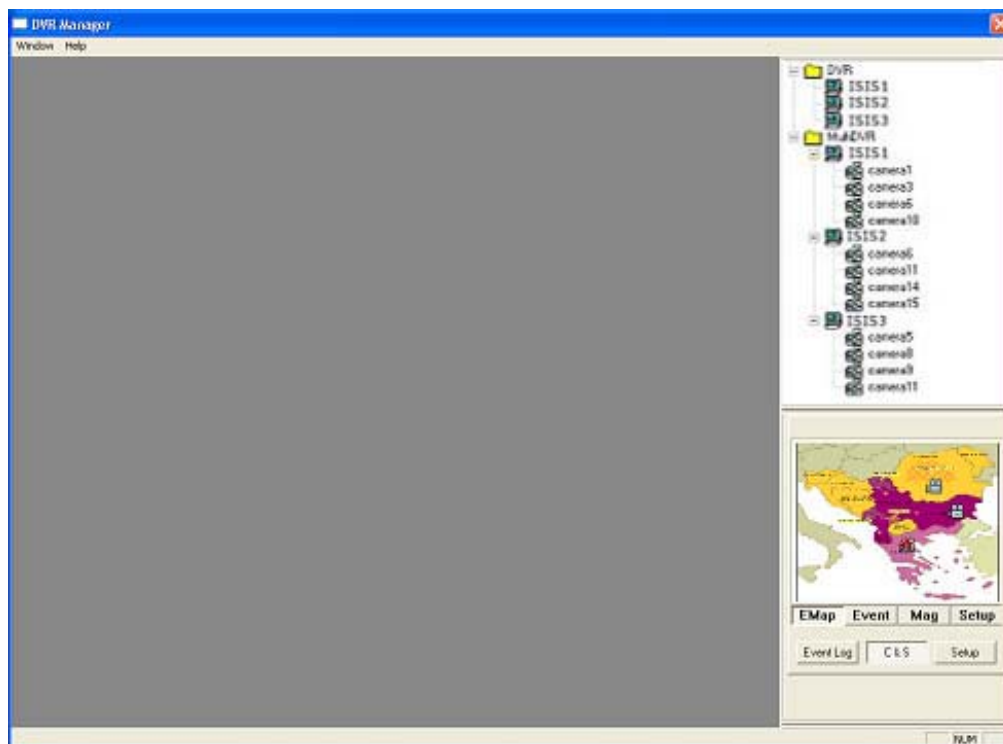 DVR Manager
Window Help
DVR
ISIS1
ISIS2
ISIS3
MultiDVR
ISIS1
camera1
camera3
camera6
camera10
ISIS2
camera6
camera11
camera14
camera15
ISIS3
camera5
camera8
camera9
camera11
EMap Event Mag Setup
Event Log C & S Setup
NUM